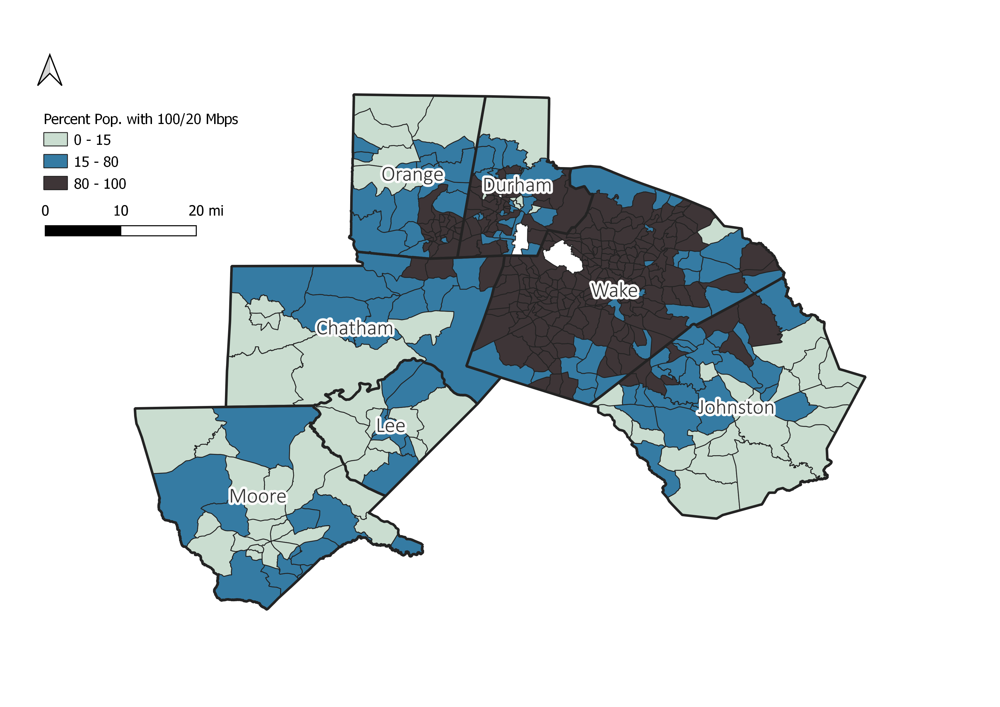 Percent Pop. with 100/20 Mbps
0 - 15
15 - 80
80 - 100
0 10 20 mi
Orange
Durham
Wake
Chatham
Johnston
Lee
Moore